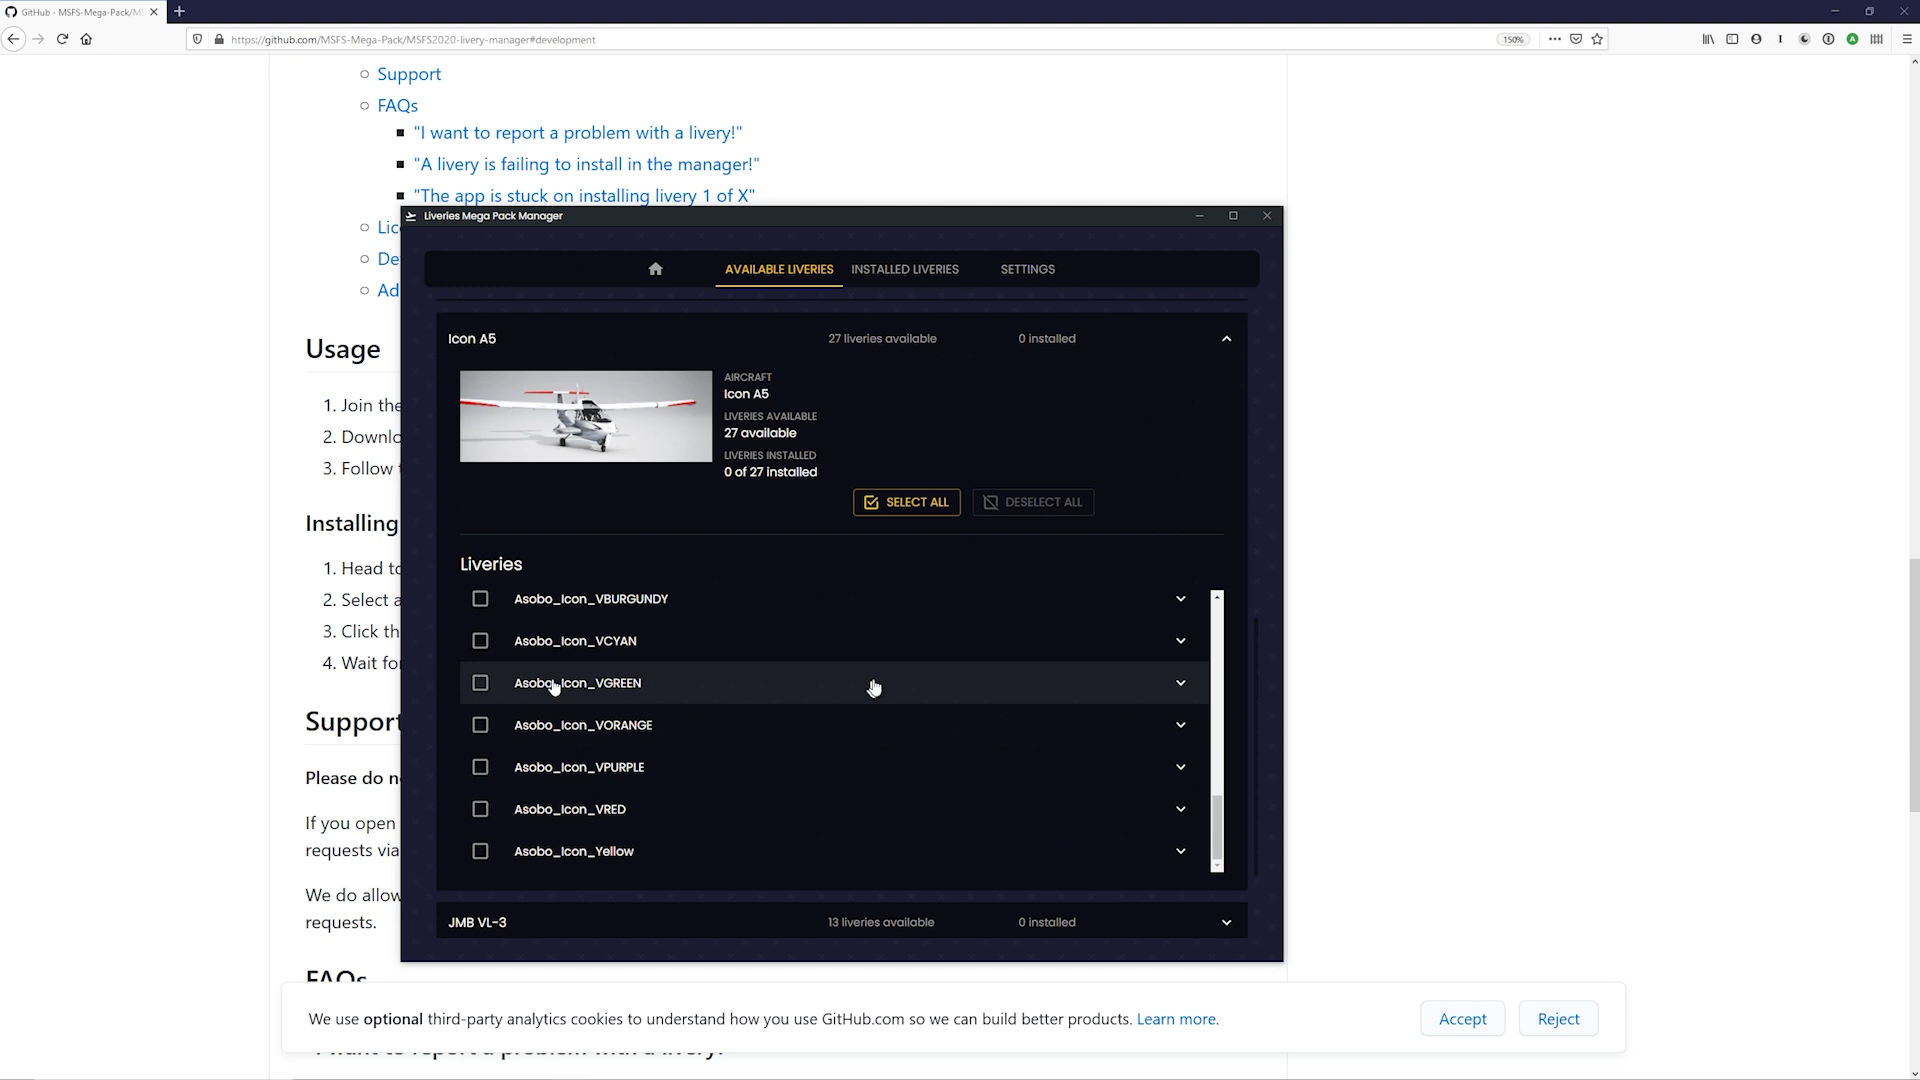 GitHub - MSFS-Mega-Pack/MS
https://github.com/MSFS-Mega-Pack/MSFS2020-livery-manager#development
150%
Support
FAQs
"I want to report a problem with a livery!"
"A livery is failing to install in the manager!"
"The app is stuck on installing livery 1 of X"
Lic
De
Ad
Usage
1. Join the
2. Downlo
3. Follow
Installing
1. Head to
2. Select a
3. Click th
4. Wait for
Support
Please do n
If you open
requests via
We do allow
requests.
FAQs
Liveries Mega Pack Manager
AVAILABLE LIVERIES
INSTALLED LIVERIES
SETTINGS
Icon A5
27 liveries available
0 installed
AIRCRAFT
Icon A5
LIVERIES AVAILABLE
27 available
LIVERIES INSTALLED
0 of 27 installed
SELECT ALL
DESELECT ALL
Liveries
Asobo_Icon_VBURGUNDY
Asobo_Icon_VCYAN
Asobo_Icon_VGREEN
Asobo_Icon_VORANGE
Asobo_Icon_VPURPLE
Asobo_Icon_VRED
Asobo_Icon_Yellow
JMB VL-3
13 liveries available
0 installed
We use optional third-party analytics cookies to understand how you use GitHub.com so we can build better products. Learn more.
Accept
Reject